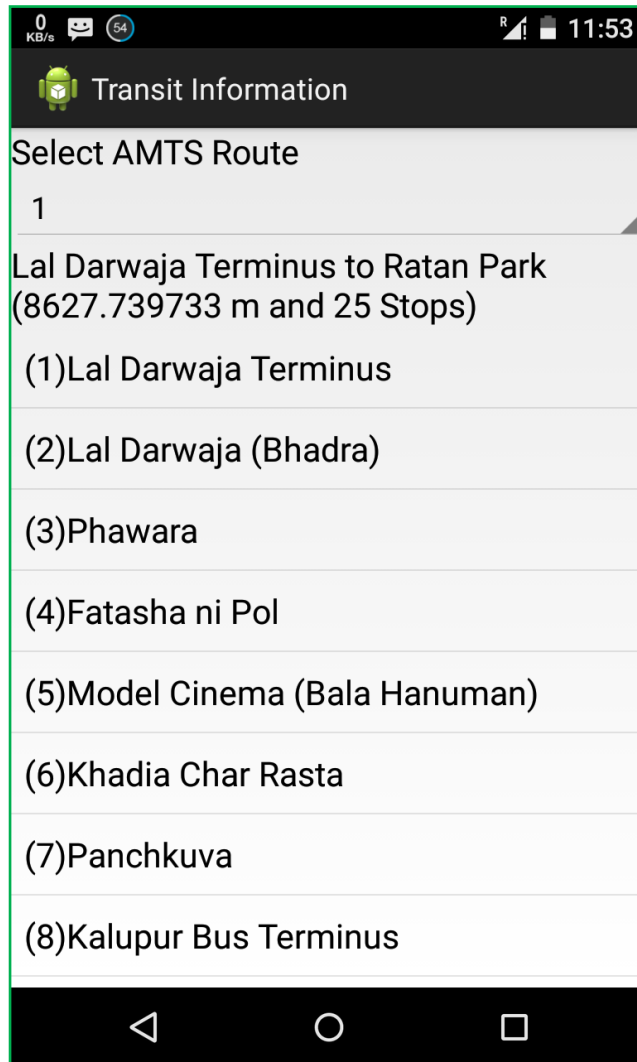 0
KB/s
54
R
11:53
Transit Information
Select AMTS Route
1
Lal Darwaja Terminus to Ratan Park
(8627.739733 m and 25 Stops)
(1)Lal Darwaja Terminus
(2)Lal Darwaja (Bhadra)
(3)Phawara
(4)Fatasha ni Pol
(5)Model Cinema (Bala Hanuman)
(6)Khadia Char Rasta
(7)Panchkuva
(8)Kalupur Bus Terminus